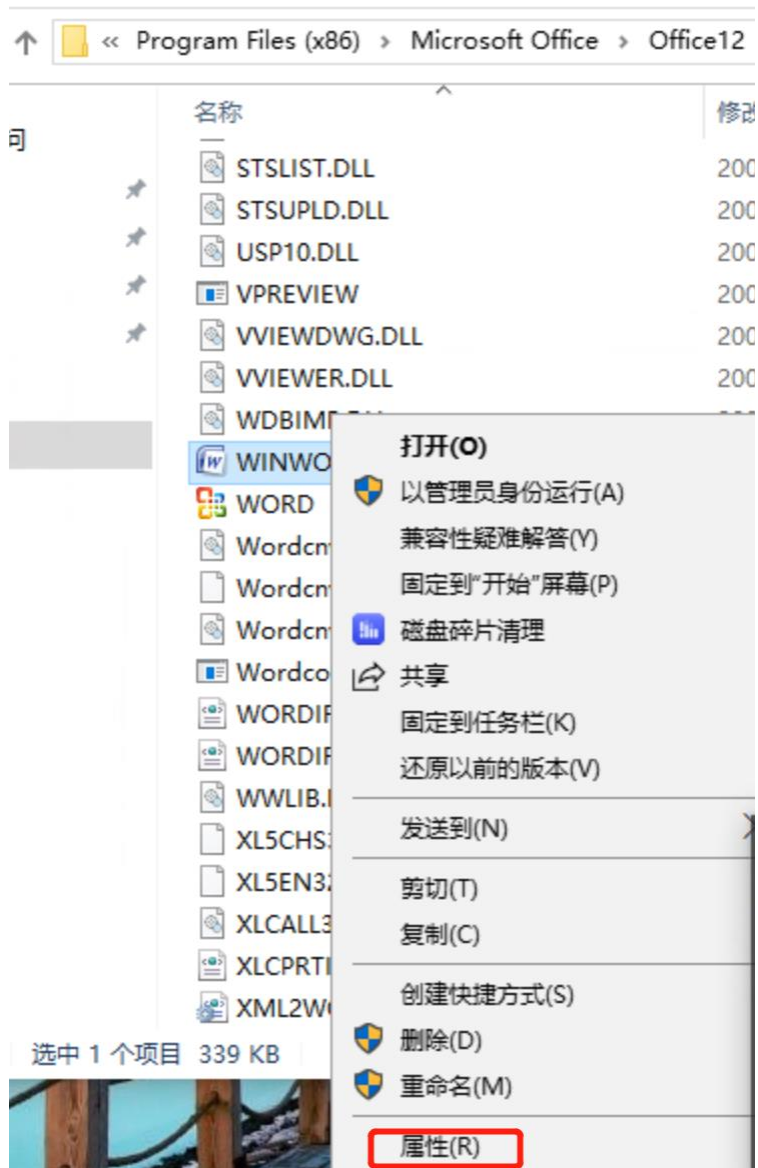 « Program Files (x86) › Microsoft Office › Office12
名称
问
STSLIST.DLL 200
STSUPLD.DLL 200
USP10.DLL 200
VPREVIEW 200
VVIEWDWG.DLL 200
VVIEWER.DLL 200
打开(O)
WINWO
以管理员身份运行(A)
WORD
兼容性疑难解答(Y)
固定到“开始”屏幕(P)
磁盘碎片清理
Wordco
共享
固定到任务栏(K)
还原以前的版本(V)
发送到(N)
剪切(T)
复制(C)
创建快捷方式(S)
选中 1 个项目 339 KB
删除(D)
重命名(M)
属性(R)